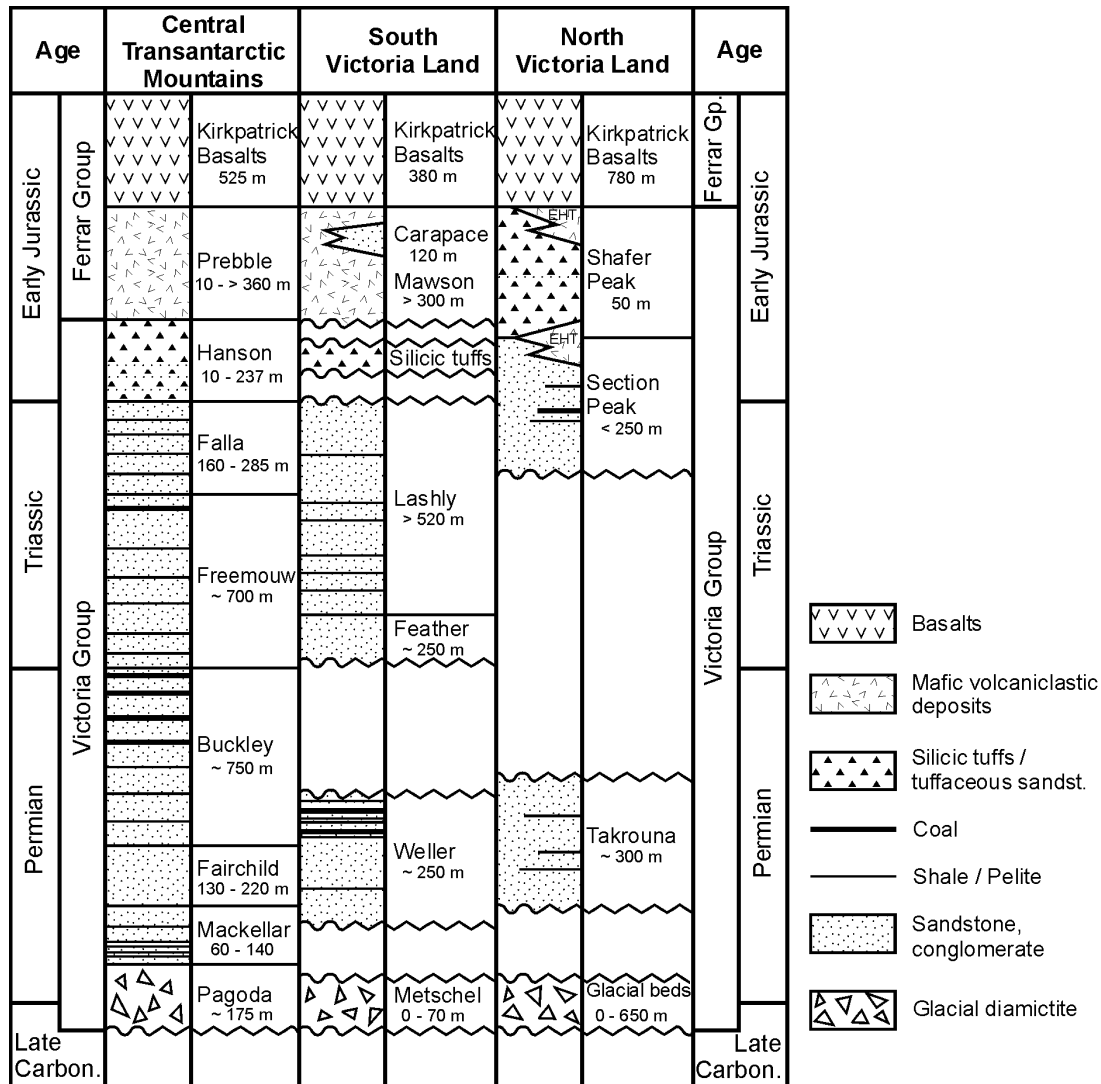 Age
Central
Transantarctic
Mountains
South
Victoria Land
North
Victoria Land
Age
Early Jurassic
Triassic
Permian
Late
Carbon.
Ferrar Group
Victoria Group
Kirkpatrick
Basalts
525 m
Prebble
10 - > 360 m
Hanson
10 - 237 m
Falla
160 - 285 m
Freemouw
~ 700 m
Buckley
~ 750 m
Fairchild
130 - 220 m
Mackellar
60 - 140
Pagoda
~ 175 m
Kirkpatrick
Basalts
380 m
Carapace
120 m
Mawson
> 300 m
Silicic tuffs
Lashly
> 520 m
Feather
~ 250 m
Weller
~ 250 m
Metschel
0 - 70 m
Kirkpatrick
Basalts
780 m
EHT
Shafer
Peak
50 m
EHT
Section
Peak
< 250 m
Takrouna
~ 300 m
Glacial beds
0 - 650 m
Ferrar Gp.
Victoria Group
Early Jurassic
Triassic
Permian
Late
Carbon.
Basalts
Mafic volcaniclastic
deposits
Silicic tuffs /
tuffaceous sandst.
Coal
Shale / Pelite
Sandstone,
conglomerate
Glacial diamictite